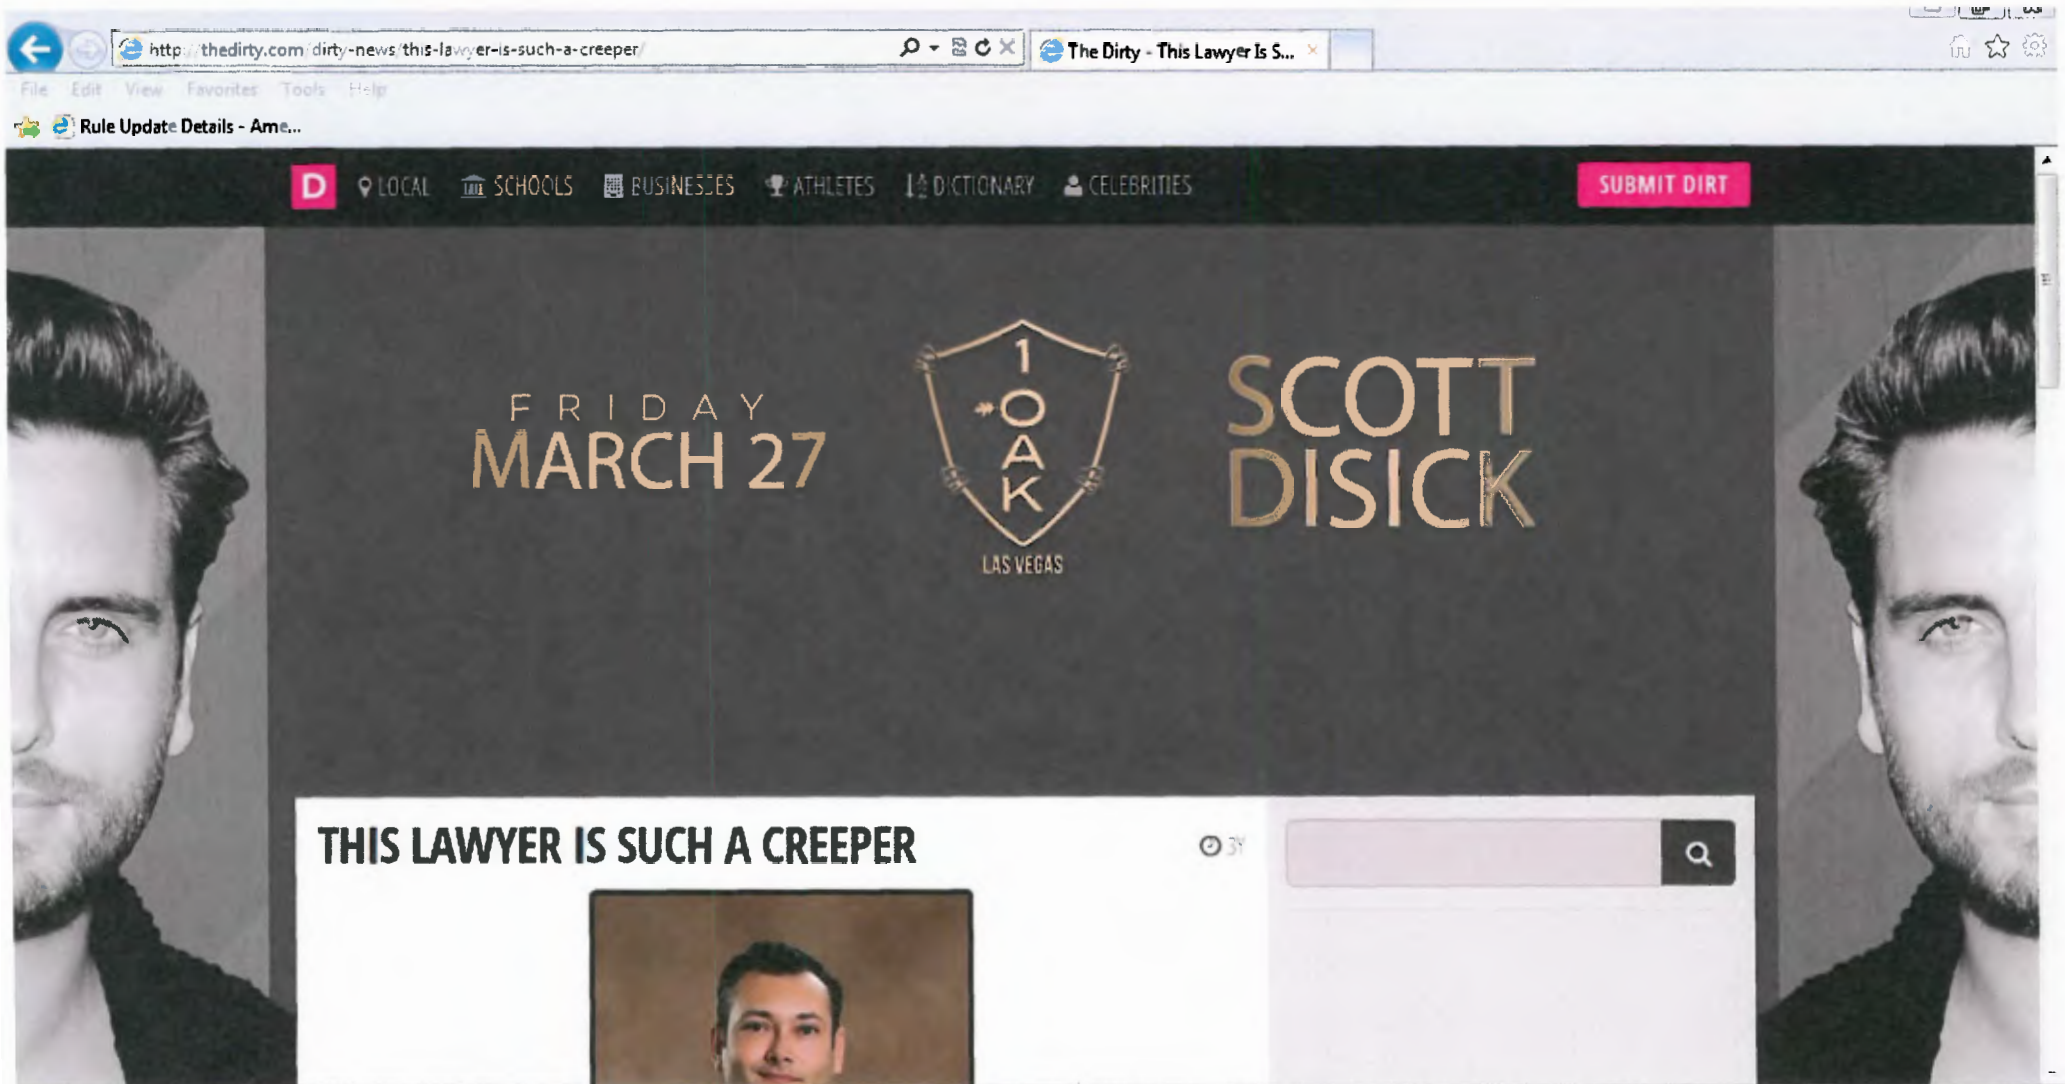 http://thedirty.com/dirty-news/this-lawyer-is-such-a-creeper/
The Dirty - This Lawyer Is S...
File Edit View Favorites Tools Help
Rule Update Details - Ame...
D LOCAL SCHOOLS BUSINESSES ATHLETES DICTIONARY CELEBRITIES SUBMIT DIRT
FRIDAY
MARCH 27
1
O
A
K
LAS VEGAS
SCOTT
DISICK
THIS LAWYER IS SUCH A CREEPER
3Y